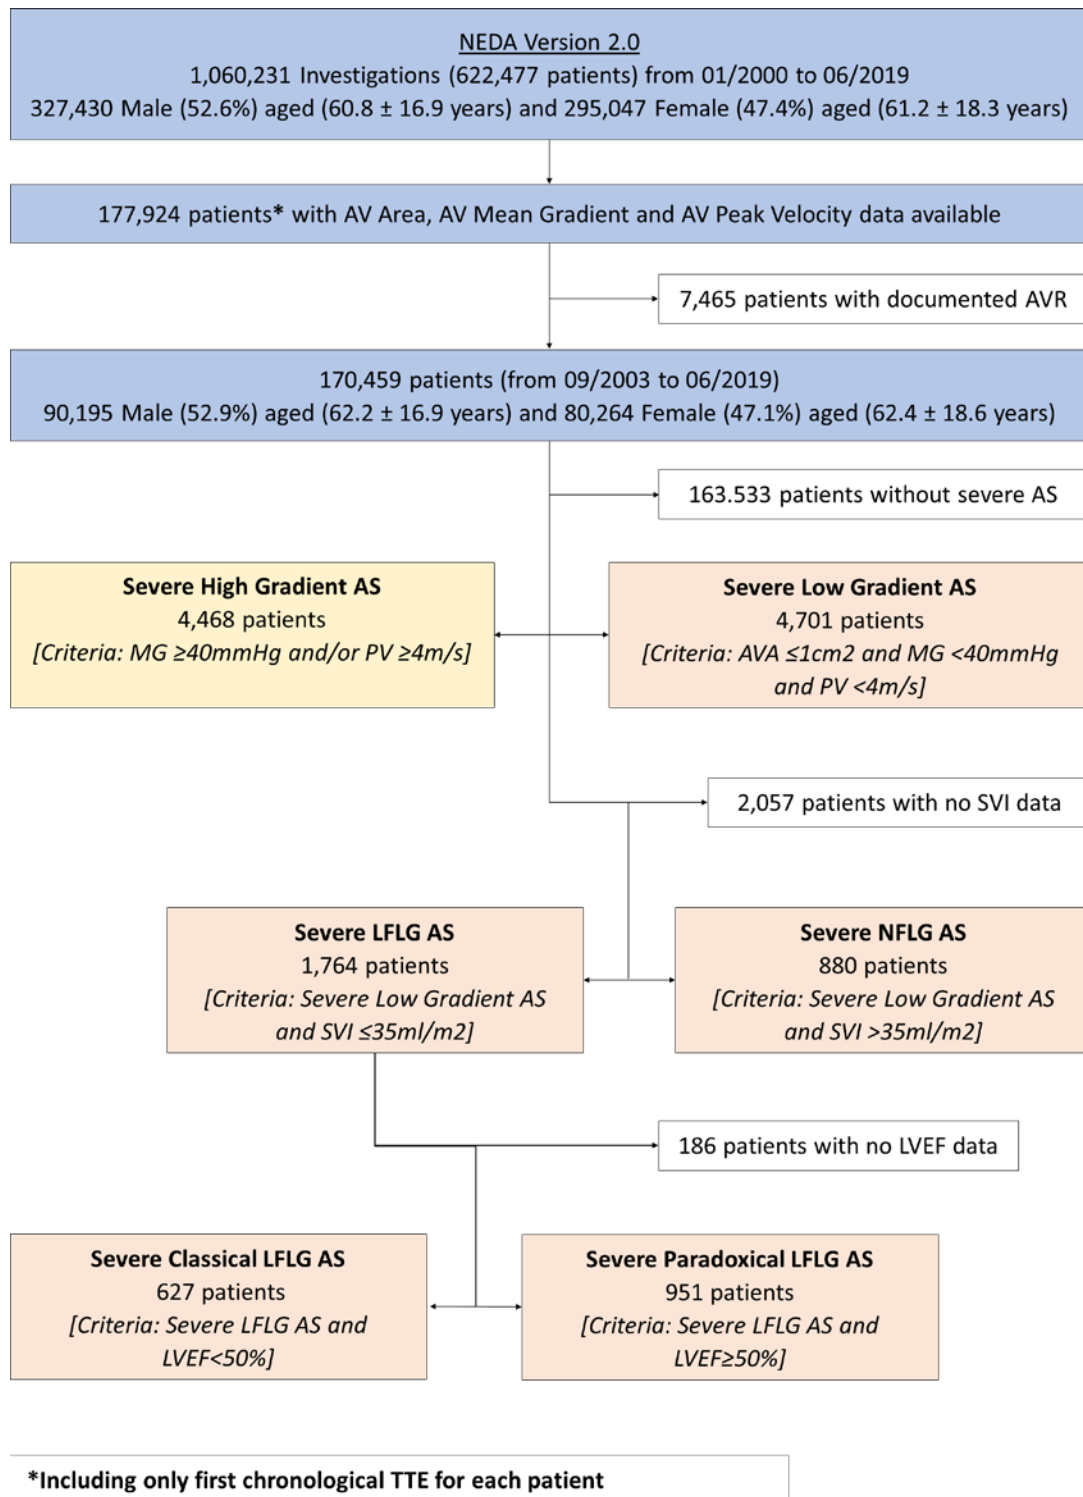 NEDA Version 2.0
1,060,231 Investigations (622,477 patients) from 01/2000 to 06/2019
327,430 Male (52.6%) aged (60.8 ± 16.9 years) and 295,047 Female (47.4%) aged (61.2 ± 18.3 years)
177,924 patients* with AV Area, AV Mean Gradient and AV Peak Velocity data available
7,465 patients with documented AVR
170,459 patients (from 09/2003 to 06/2019)
90,195 Male (52.9%) aged (62.2 ± 16.9 years) and 80,264 Female (47.1%) aged (62.4 ± 18.6 years)
163.533 patients without severe AS
Severe High Gradient AS
4,468 patients
[Criteria: MG ≥40mmHg and/or PV ≥4m/s]
Severe Low Gradient AS
4,701 patients
[Criteria: AVA ≤1cm2 and MG <40mmHg
and PV <4m/s]
2,057 patients with no SVI data
Severe LFLG AS
1,764 patients
[Criteria: Severe Low Gradient AS
and SVI ≤35ml/m2]
Severe NFLG AS
880 patients
[Criteria: Severe Low Gradient AS
and SVI >35ml/m2]
186 patients with no LVEF data
Severe Classical LFLG AS
627 patients
[Criteria: Severe LFLG AS and
LVEF<50%]
Severe Paradoxical LFLG AS
951 patients
[Criteria: Severe LFLG AS and
LVEF≥50%]
*Including only first chronological TTE for each patient